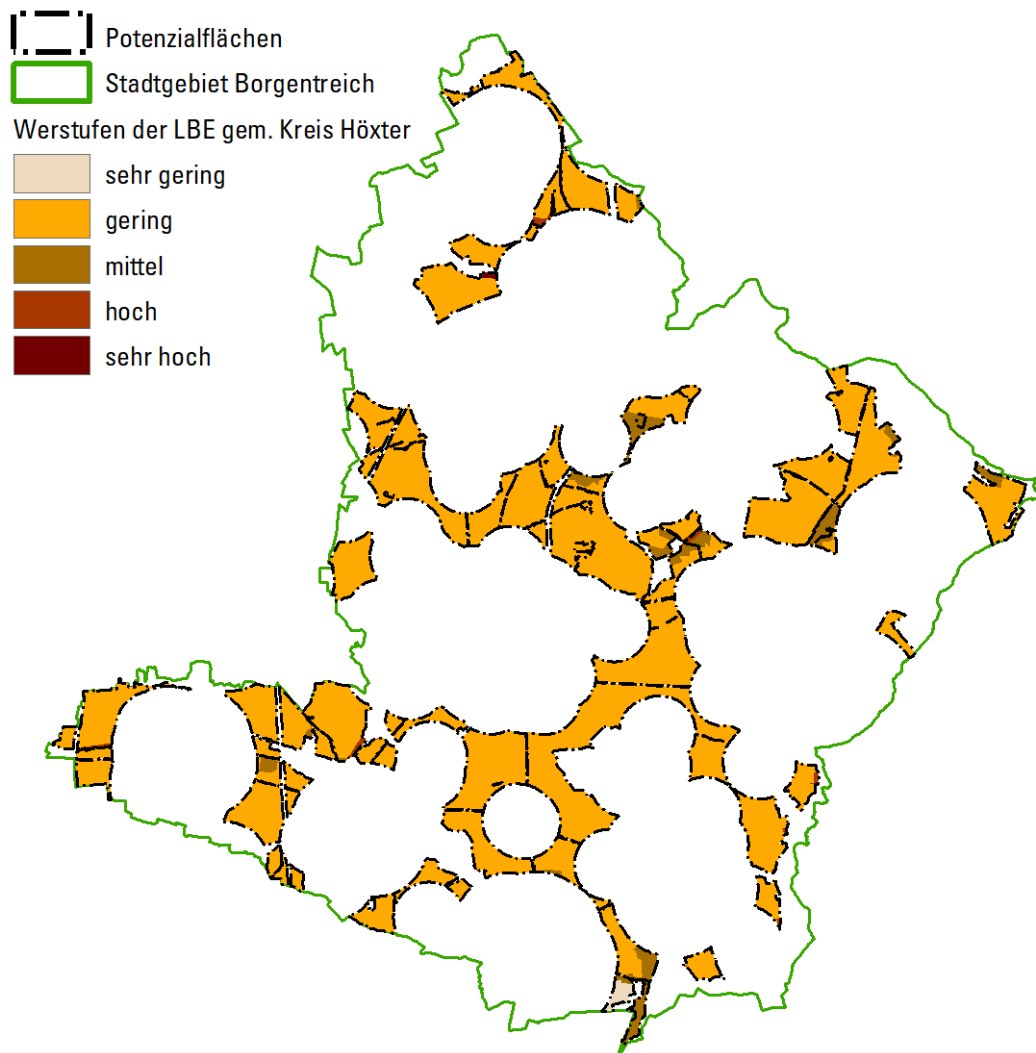 Potenzialflächen
Stadtgebiet Borgentreich
Werstufen der LBE gem. Kreis Höxter
sehr gering
gering
mittel
hoch
sehr hoch